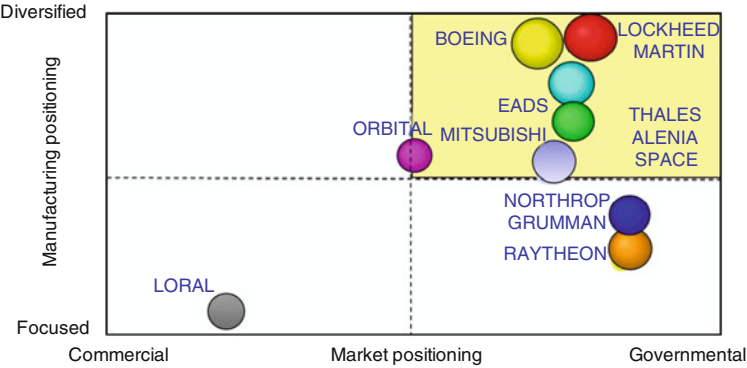 Diversified
BOEING
LOCKHEED
MARTIN
EADS
THALES
ALENIA
SPACE
ORBITAL
MITSUBISHI
Manufacturing positioning
NORTHROP
GRUMMAN
RAYTHEON
LORAL
Focused
Commercial
Market positioning
Governmental